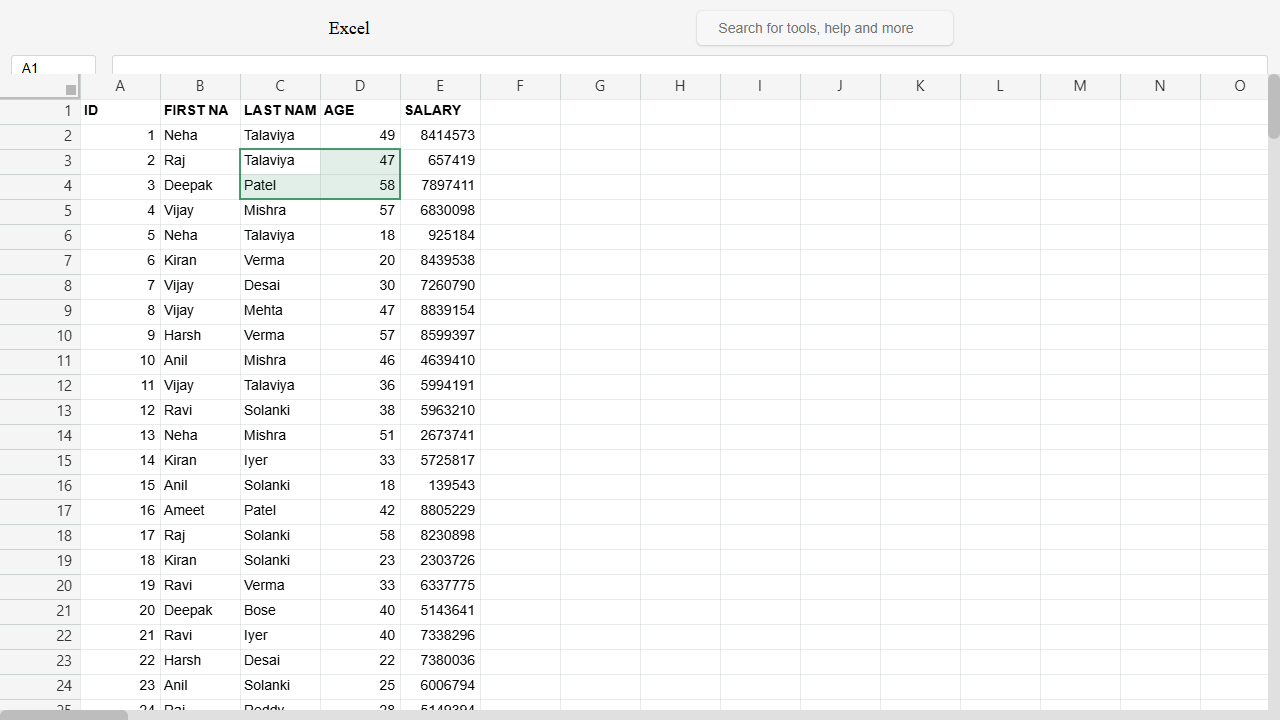 Excel
Search for tools, help and more
A1
A B C D E F G H I J K L M N O
1 ID FIRST NA LAST NAM AGE SALARY
2 1 Neha Talaviya 49 8414573
3 2 Raj Talaviya 47 657419
4 3 Deepak Patel 58 7897411
5 4 Vijay Mishra 57 6830098
6 5 Neha Talaviya 18 925184
7 6 Kiran Verma 20 8439538
8 7 Vijay Desai 30 7260790
9 8 Vijay Mehta 47 8839154
10 9 Harsh Verma 57 8599397
11 10 Anil Mishra 46 4639410
12 11 Vijay Talaviya 36 5994191
13 12 Ravi Solanki 38 5963210
14 13 Neha Mishra 51 2673741
15 14 Kiran Iyer 33 5725817
16 15 Anil Solanki 18 139543
17 16 Ameet Patel 42 8805229
18 17 Raj Solanki 58 8230898
19 18 Kiran Solanki 23 2303726
20 19 Ravi Verma 33 6337775
21 20 Deepak Bose 40 5143641
22 21 Ravi Iyer 40 7338296
23 22 Harsh Desai 22 7380036
24 23 Anil Solanki 25 6006794
25 24 Raj Reddy 28 5149394